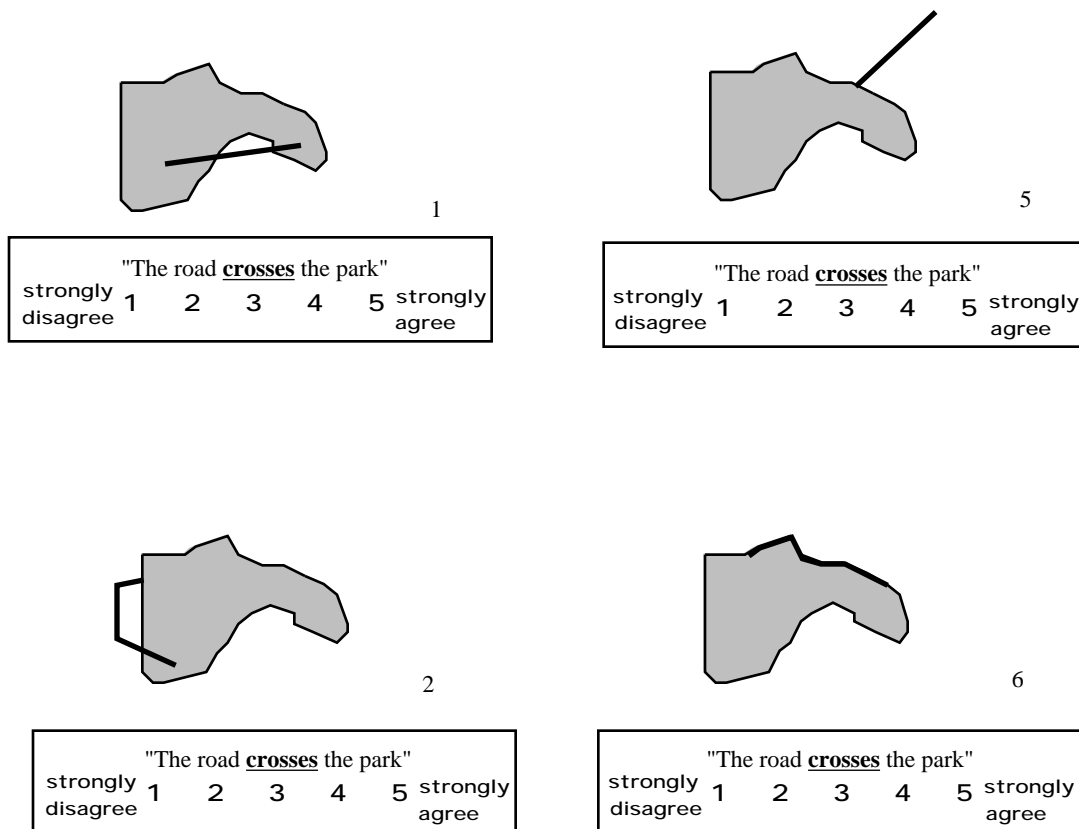 1
"The road crosses the park"
strongly disagree 1 2 3 4 5 strongly agree
5
"The road crosses the park"
strongly disagree 1 2 3 4 5 strongly agree
2
"The road crosses the park"
strongly disagree 1 2 3 4 5 strongly agree
6
"The road crosses the park"
strongly disagree 1 2 3 4 5 strongly agree